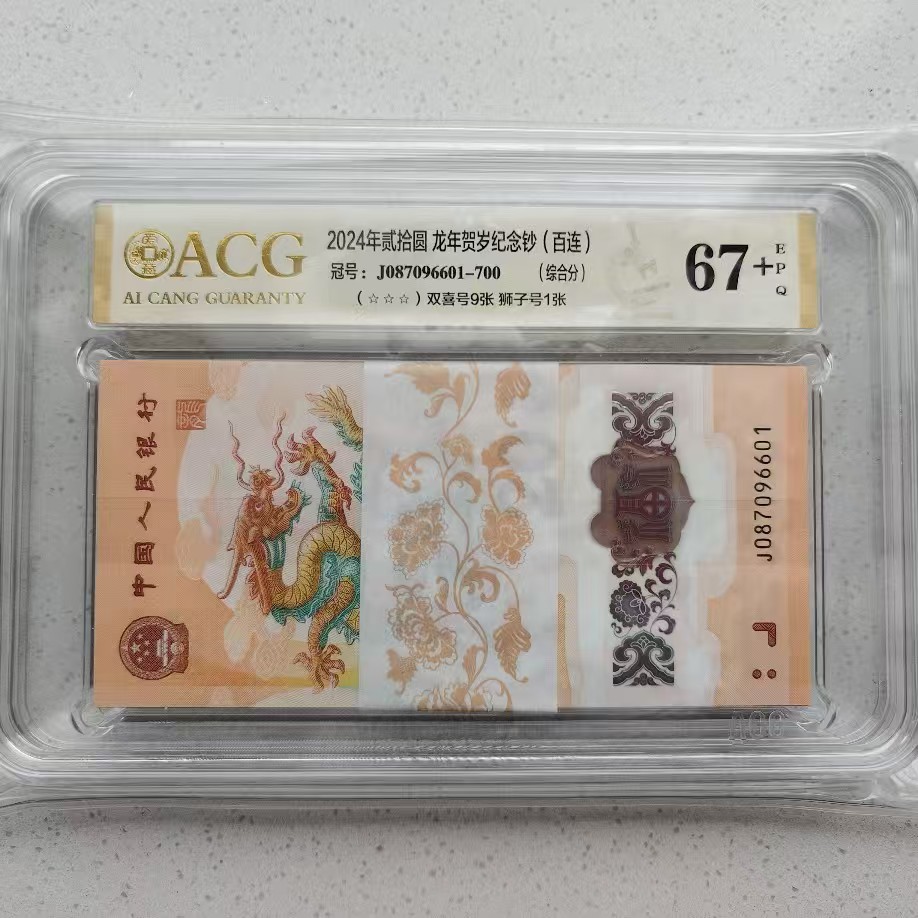 ACG
AI CANG GUARANTY
2024年贰拾圆 龙年贺岁纪念钞(百连)
冠号: J087096601-700 (综合分)
(☆☆☆) 双喜号9张 狮子号1张
67+
EPQ
中国人民银行
J087096601
ACG